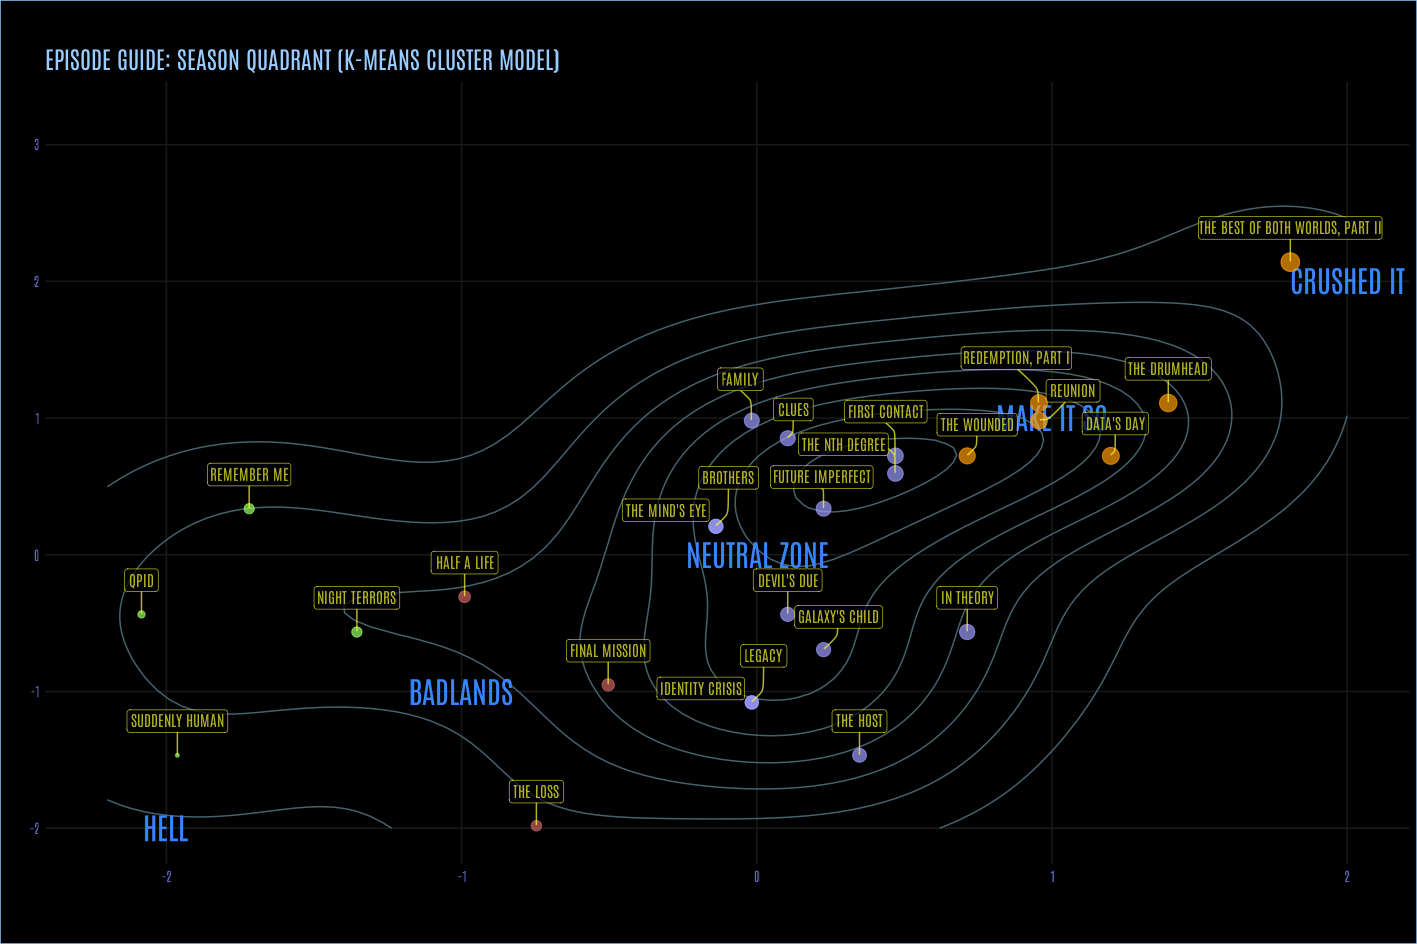 EPISODE GUIDE: SEASON QUADRANT (K-MEANS CLUSTER MODEL)
3
THE BEST OF BOTH WORLDS, PART II
2
CRUSHED IT
REDEMPTION, PART I
THE DRUMHEAD
FAMILY
REUNION
CLUES
FIRST CONTACT
1
MAKE IT SO
THE WOUNDED
DATA'S DAY
THE NTH DEGREE
REMEMBER ME
BROTHERS
FUTURE IMPERFECT
THE MIND'S EYE
0
NEUTRAL ZONE
HALF A LIFE
QPID
DEVIL'S DUE
NIGHT TERRORS
IN THEORY
GALAXY'S CHILD
FINAL MISSION
LEGACY
IDENTITY CRISIS
-1
BADLANDS
SUDDENLY HUMAN
THE HOST
THE LOSS
-2
HELL
-2
-1
0
1
2